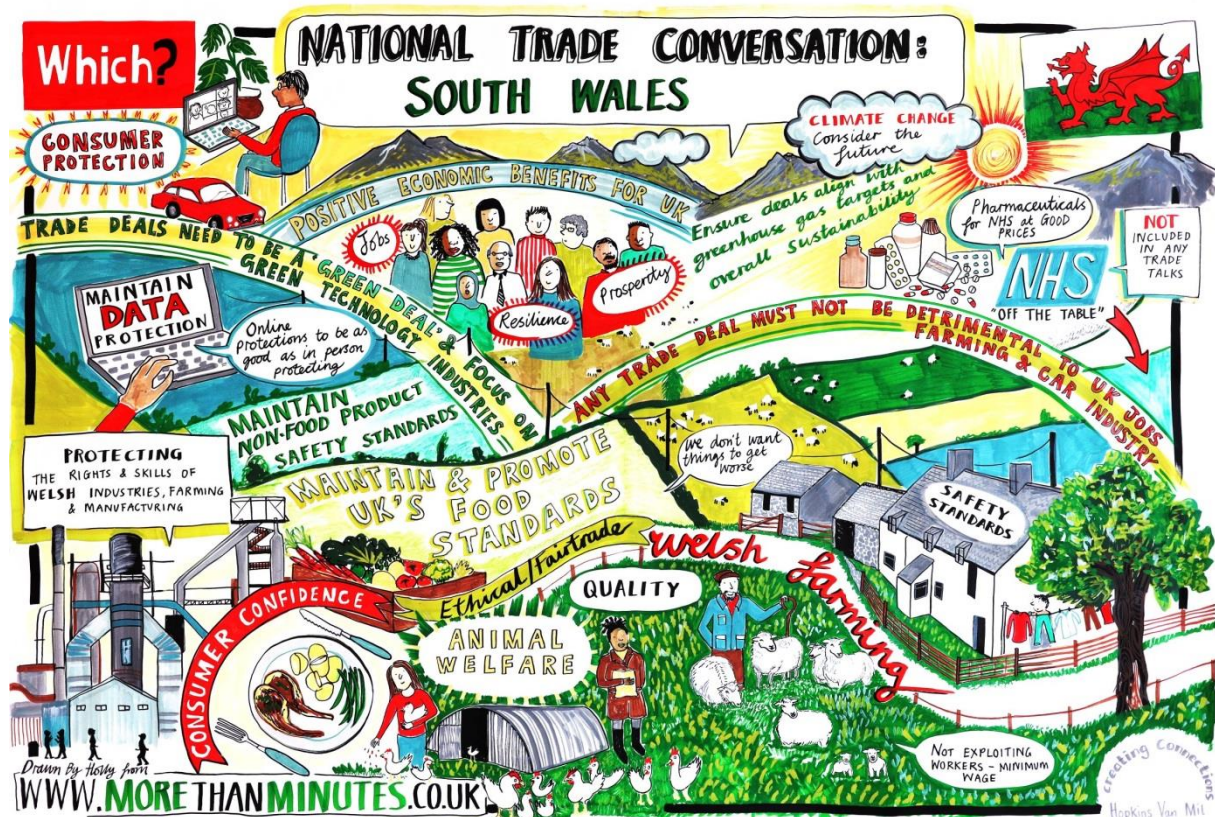 Which?
NATIONAL TRADE CONVERSATION:
SOUTH WALES
CONSUMER
PROTECTION
CLIMATE CHANGE
Consider the
future
POSITIVE ECONOMIC BENEFITS FOR UK
Jobs
Resilience
Prosperity
Ensure deals align with
greenhouse gas targets and
overall Sustainability
Pharmaceuticals
for NHS at GOOD
PRICES
NHS
"OFF THE TABLE"
NOT
INCLUDED IN
ANY TRADE
TALKS
TRADE DEALS NEED TO BE A 'GREEN DEAL' & FOCUS ON
GREEN TECHNOLOGY INDUSTRIES
MAINTAIN
DATA
PROTECTION
Online
protections to be as
good as in person
protecting
MAINTAIN
NON-FOOD PRODUCT
SAFETY STANDARDS
ANY TRADE DEAL MUST NOT BE DETRIMENTAL TO UK JOBS
FARMING & CAR INDUSTRY
PROTECTING
THE RIGHTS & SKILLS OF
WELSH INDUSTRIES, FARMING
& MANUFACTURING
MAINTAIN & PROMOTE
UK'S FOOD
STANDARDS
we don't want
things to get
worse
SAFETY
STANDARDS
Ethical/Fairtrade
welsh farming
QUALITY
CONSUMER CONFIDENCE
ANIMAL
WELFARE
NOT EXPLOITING
WORKERS - MINIMUM
WAGE
Drawn By Holly from
WWW.MORETHANMINUTES.CO.UK
Creating Connections
Hopkins Van Mil